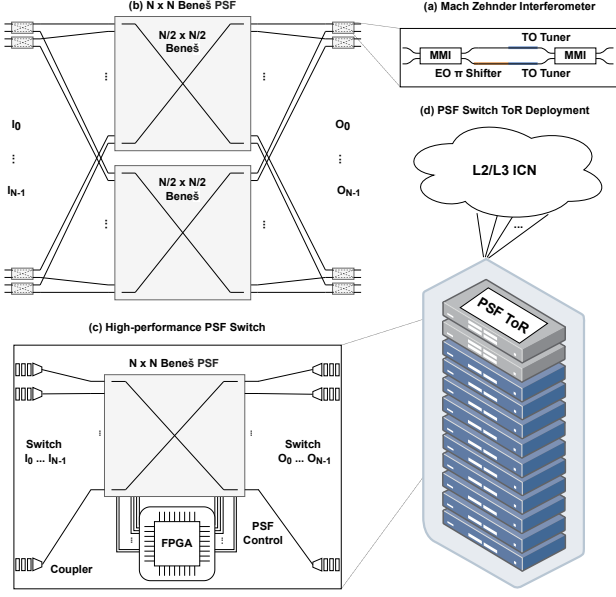 (b) N x N Beneš PSF
N/2 x N/2
Beneš
...
...
I0
...
IN-1
O0
...
ON-1
N/2 x N/2
Beneš
...
...
(a) Mach Zehnder Interferometer
TO Tuner
MMI
MMI
EO π Shifter
TO Tuner
(d) PSF Switch ToR Deployment
L2/L3 ICN
...
PSF ToR
(c) High-performance PSF Switch
N x N Beneš PSF
...
...
Switch
I0 ... IN-1
Switch
O0 ... ON-1
...
FPGA
...
PSF
Control
Coupler